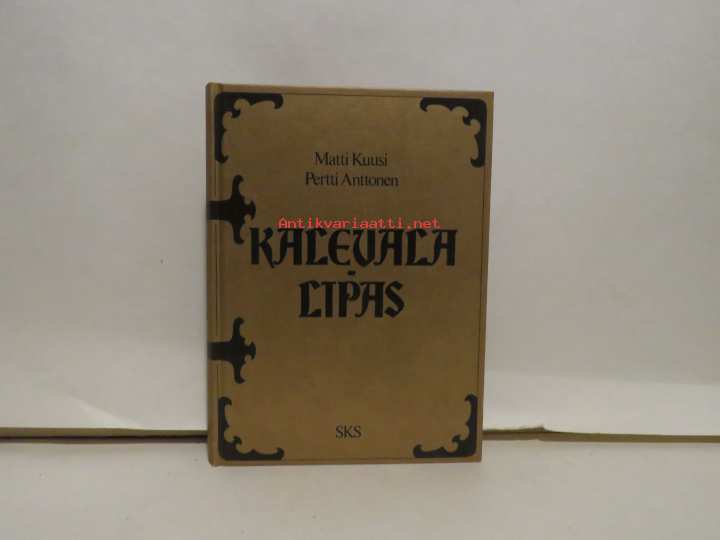 Matti Kuusi
Pertti Anttonen
Antikvariaatti.net
KALEVALA
-
LIPAS
SKS